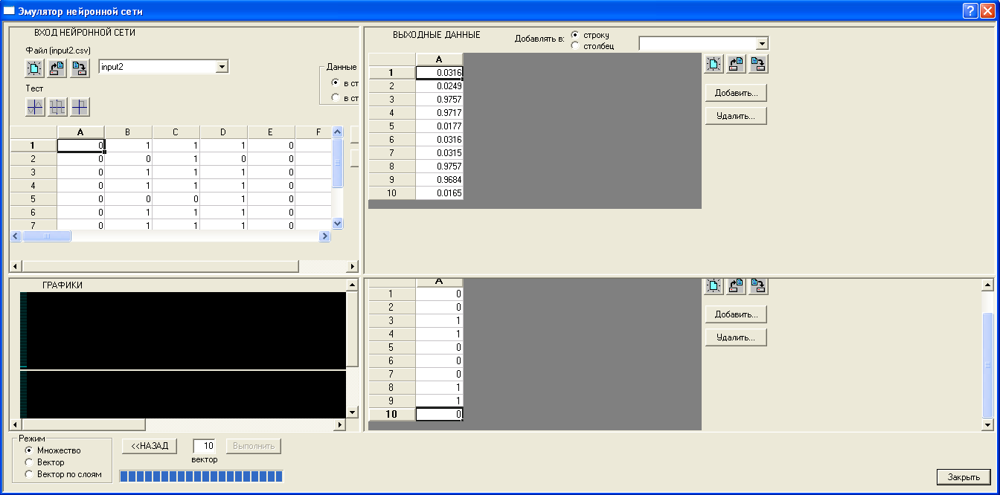 Эмулятор нейронной сети
ВХОД НЕЙРОННОЙ СЕТИ
Файл (input2.csv)
input2
Данные
в ст
в ст
Тест
A B C D E F
1 0 1 1 1 0
2 0 0 1 0 0
3 0 1 1 1 0
4 0 1 1 1 0
5 0 0 0 1 0
6 0 1 1 1 0
7 0 1 1 1 0
ВЫХОДНЫЕ ДАННЫЕ
Добавлять в:
строку
столбец
A
1 0.0316
2 0.0249
3 0.9757
4 0.9717
5 0.0177
6 0.0316
7 0.0315
8 0.9757
9 0.9684
10 0.0165
Добавить...
Удалить...
ГРАФИКИ
A
1 0
2 0
3 1
4 1
5 0
6 0
7 0
8 1
9 1
10 0
Добавить...
Удалить...
Режим
Множество
Вектор
Вектор по слоям
<<НАЗАД
10
вектор
Выполнить
Закрыть